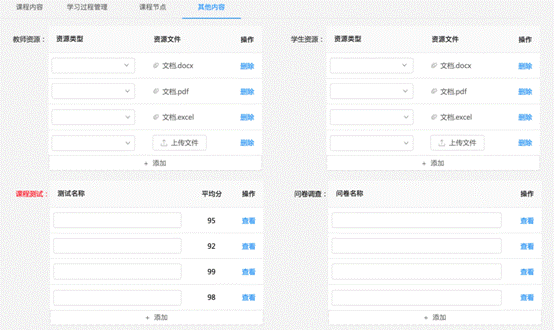 课程内容 学习过程管理 课程节点 其他内容
教师资源： 资源类型 资源文件 操作 学生资源： 资源类型 资源文件 操作
文档.docx 删除 文档.docx 删除
文档.pdf 删除 文档.pdf 删除
文档.excel 删除 文档.excel 删除
上传文件 删除 上传文件 删除
+ 添加 + 添加
课程测试： 测试名称 平均分 操作 问卷调查： 问卷名称 操作
95 查看 查看
92 查看 查看
99 查看 查看
98 查看 查看
+ 添加 + 添加